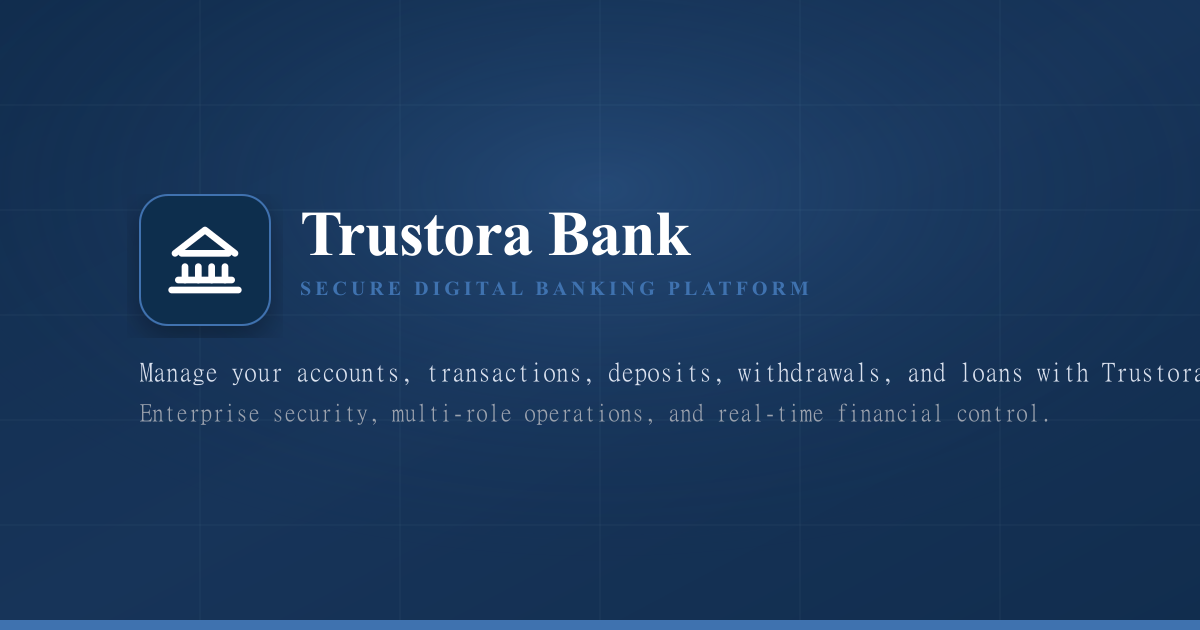 Trustora Bank
SECURE DIGITAL BANKING PLATFORM
Manage your accounts, transactions, deposits, withdrawals, and loans with Trustora
Enterprise security, multi-role operations, and real-time financial control.